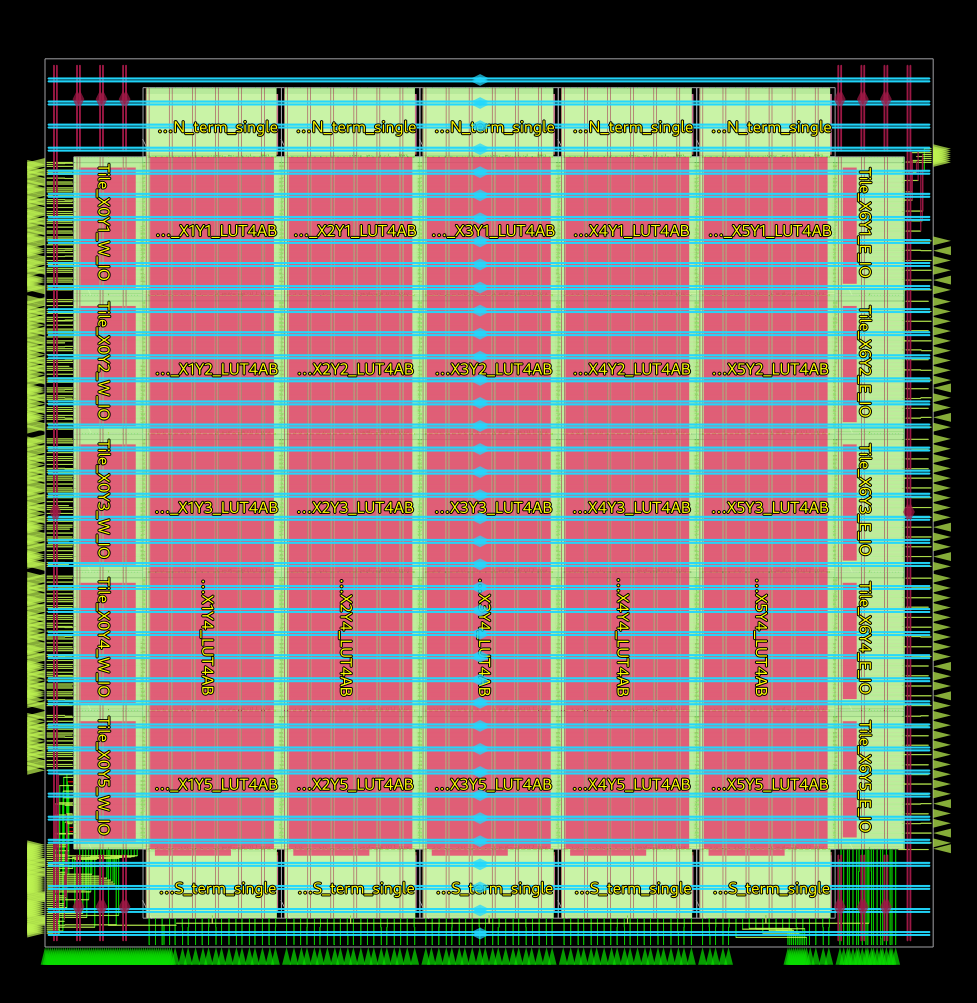 ...N_term_single ...N_term_single ...N_term_single ...N_term_single ...N_term_single
Tile_X0Y1_W_IO ..._X1Y1_LUT4AB ..._X2Y1_LUT4AB ..._X3Y1_LUT4AB ..._X4Y1_LUT4AB ..._X5Y1_LUT4AB Tile_X6Y1_E_IO
Tile_X0Y2_W_IO ..._X1Y2_LUT4AB ...X2Y2_LUT4AB ...X3Y2_LUT4AB ...X4Y2_LUT4AB ...X5Y2_LUT4AB Tile_X6Y2_E_IO
Tile_X0Y3_W_IO ..._X1Y3_LUT4AB ...X2Y3_LUT4AB ...X3Y3_LUT4AB ...X4Y3_LUT4AB ...X5Y3_LUT4AB Tile_X6Y3_E_IO
Tile_X0Y4_W_IO ...X1Y4_LUT4AB ...X2Y4_LUT4AB ...X3Y4_LUT4AB ...X4Y4_LUT4AB ...X5Y4_LUT4AB Tile_X6Y4_E_IO
Tile_X0Y5_W_IO ..._X1Y5_LUT4AB ...X2Y5_LUT4AB ...X3Y5_LUT4AB ...X4Y5_LUT4AB ...X5Y5_LUT4AB Tile_X6Y5_E_IO
...S_term_single ...S_term_single ...S_term_single ...S_term_single ...S_term_single